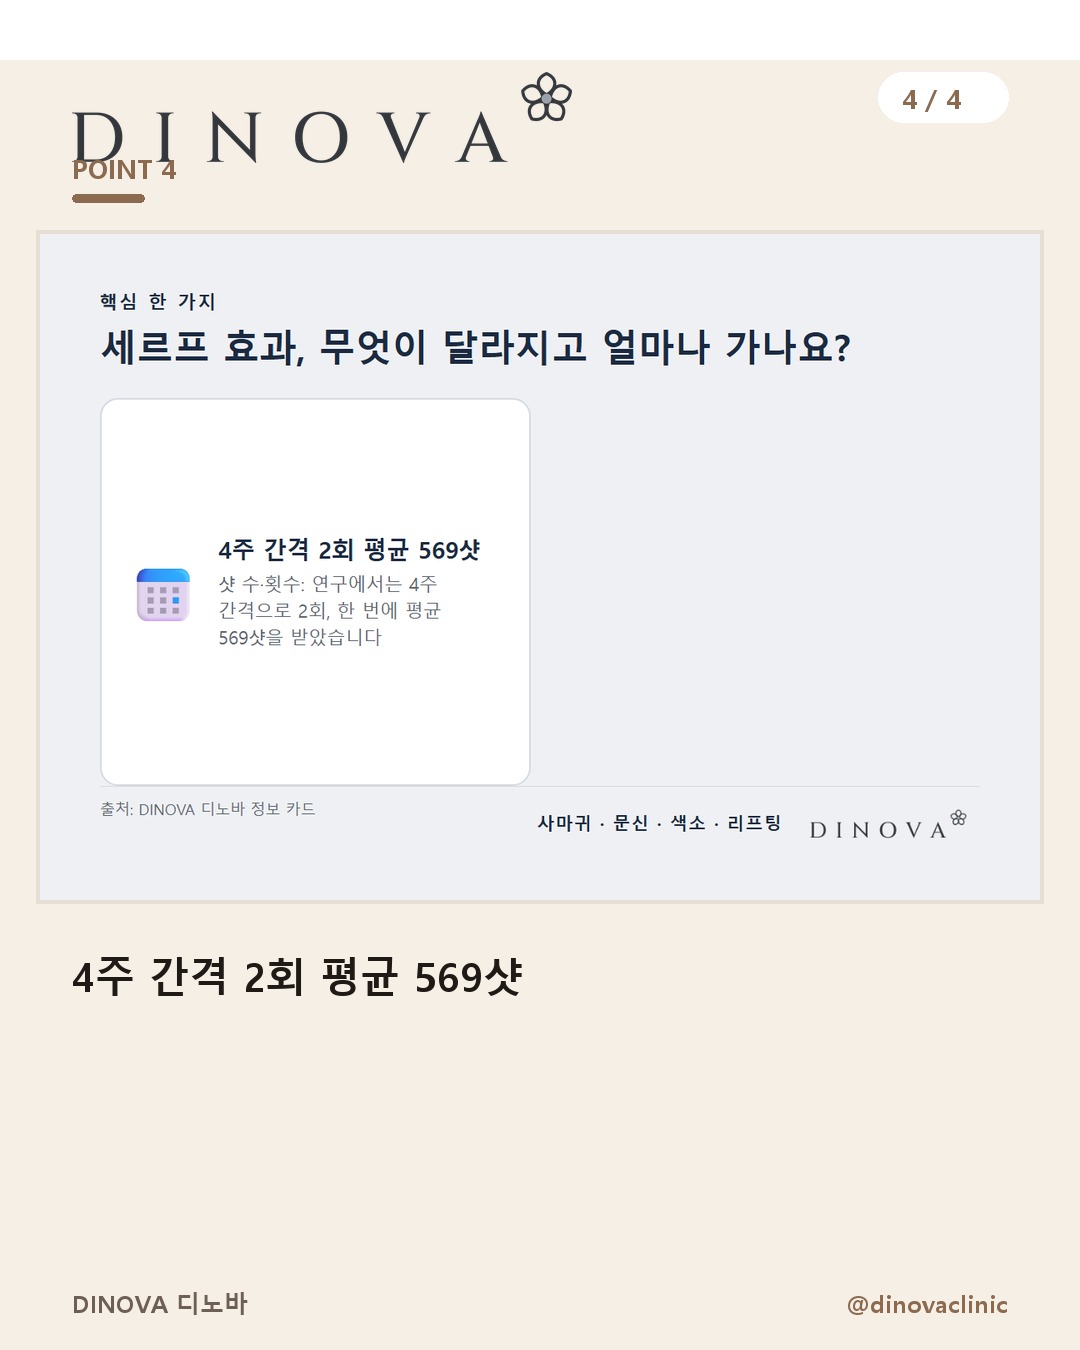 DINOVA
4 / 4
POINT 4
핵심 한 가지
세르프 효과, 무엇이 달라지고 얼마나 가나요?
4주 간격 2회 평균 569샷
샷 수·횟수: 연구에서는 4주
간격으로 2회, 한 번에 평균
569샷을 받았습니다
출처: DINOVA 디노바 정보 카드
사마귀 · 문신 · 색소 · 리프팅
DINOVA
4주 간격 2회 평균 569샷
DINOVA 디노바
@dinovaclinic